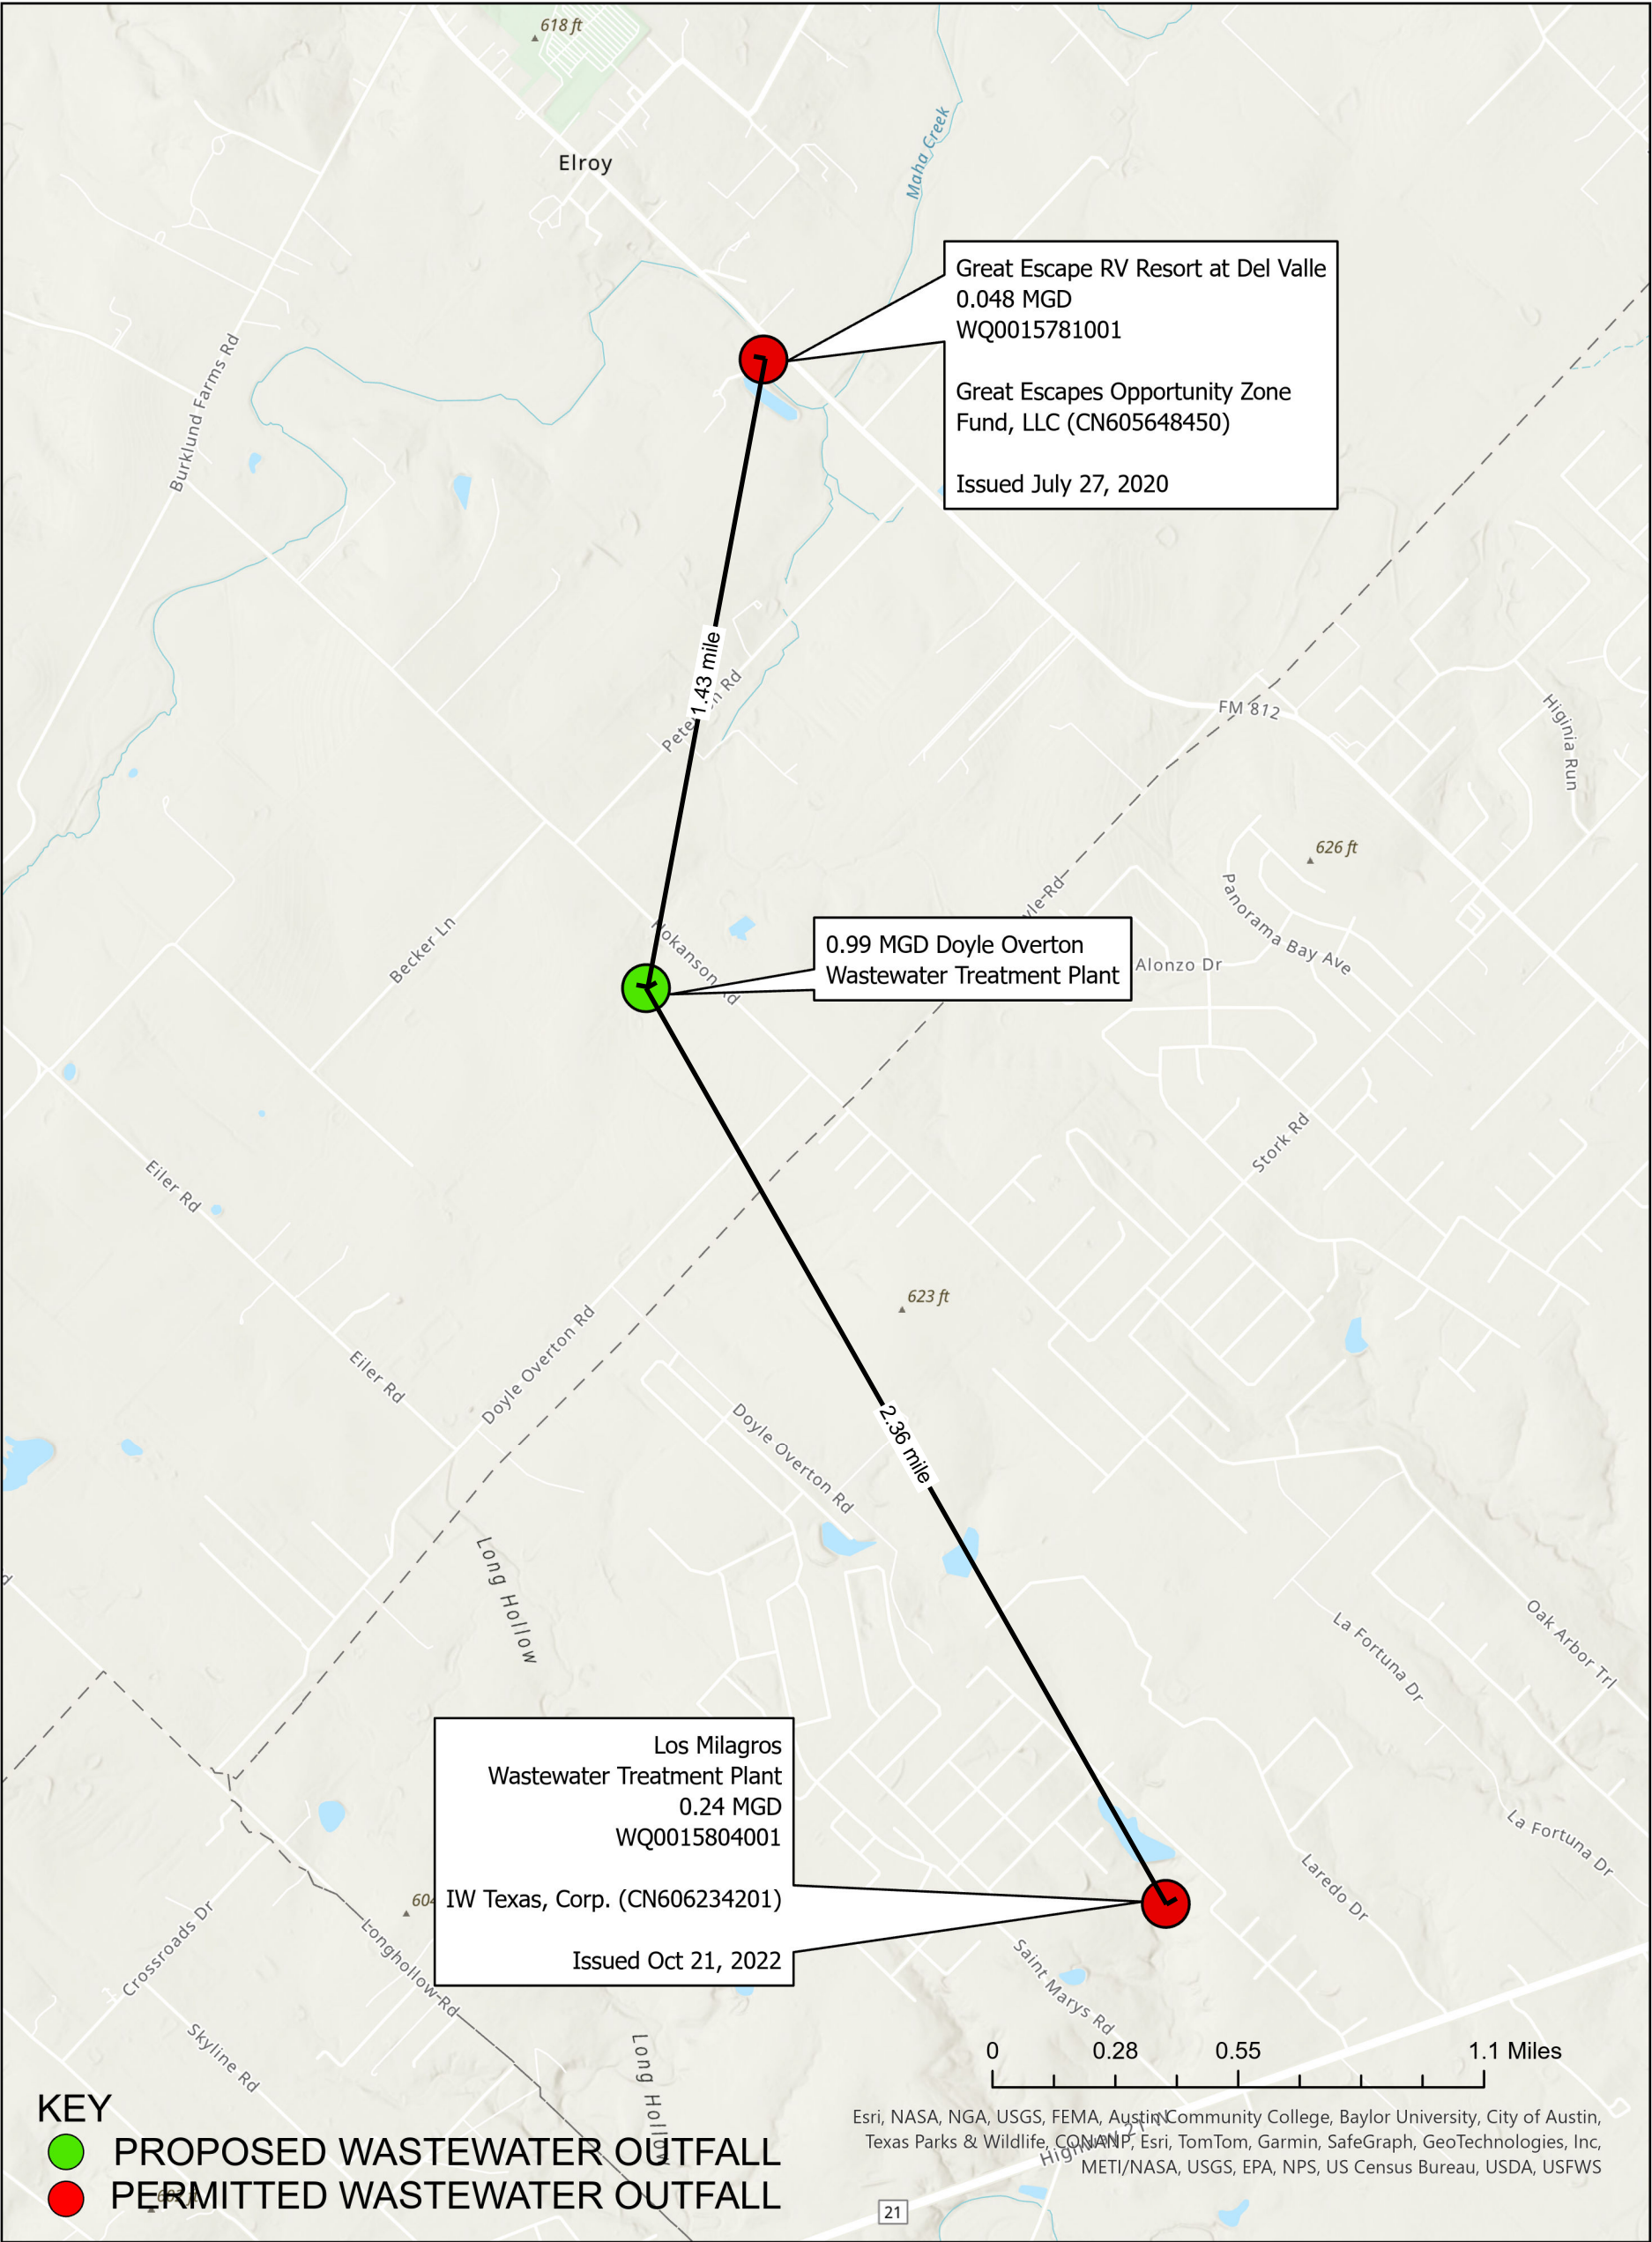 618 ft
Elroy
Maha Creek
Burklund Farms Rd
Great Escape RV Resort at Del Valle
0.048 MGD
WQ0015781001
Great Escapes Opportunity Zone
Fund, LLC (CN605648450)
Issued July 27, 2020
1.43 mile
FM 812
Higinia Run
626 ft
Panorama Bay Ave
Becker Ln
Hokanson Rd
0.99 MGD Doyle Overton
Wastewater Treatment Plant
Alonzo Dr
Stork Rd
Eiler Rd
623 ft
Doyle Overton Rd
Eiler Rd
Doyle Overton Rd
2.36 mile
Long Hollow
Oak Arbor Trl
La Fortuna Dr
Los Milagros
Wastewater Treatment Plant
0.24 MGD
WQ0015804001
IW Texas, Corp. (CN606234201)
Issued Oct 21, 2022
La Fortuna Dr
Laredo Dr
Crossroads Dr
Longhollow Rd
Saint Marys Rd
Skyline Rd
Long Hollow
0 0.28 0.55 1.1 Miles
KEY
PROPOSED WASTEWATER OUTFALL
PERMITTED WASTEWATER OUTFALL
Esri, NASA, NGA, USGS, FEMA, Austin Community College, Baylor University, City of Austin,
Texas Parks & Wildlife, CONANP, Esri, TomTom, Garmin, SafeGraph, GeoTechnologies, Inc,
METI/NASA, USGS, EPA, NPS, US Census Bureau, USDA, USFWS
Highway 21 W
21